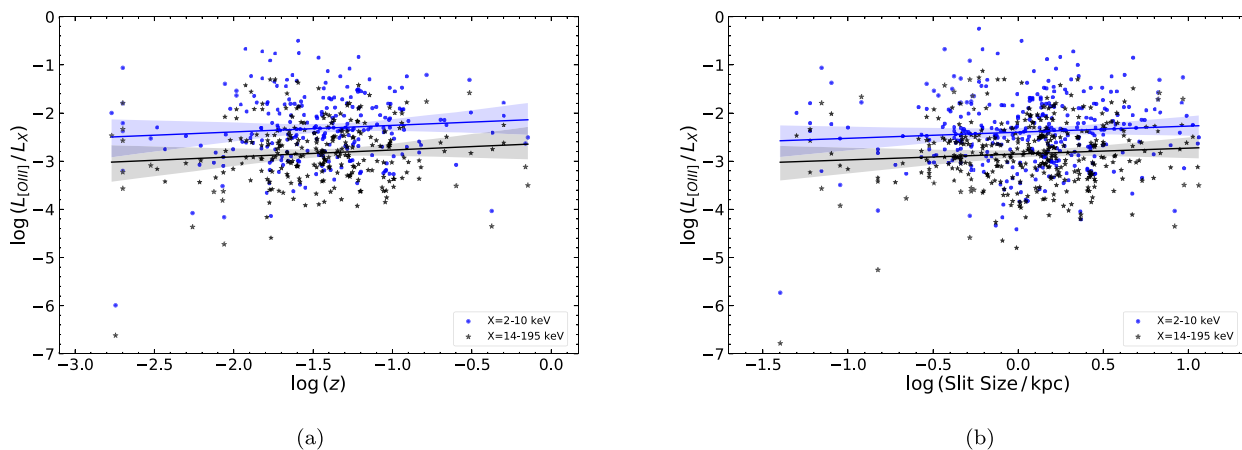 0
−1
−2
−3
−4
−5
−6
−7
log (L[OIII] / LX)
−3.0 −2.5 −2.0 −1.5 −1.0 −0.5 0.0
log (z)
X=2-10 keV
X=14-195 keV
(a)
0
−1
−2
−3
−4
−5
−6
−7
log (L[OIII] / LX)
−1.5 −1.0 −0.5 0.0 0.5 1.0
log (Slit Size / kpc)
X=2-10 keV
X=14-195 keV
(b)